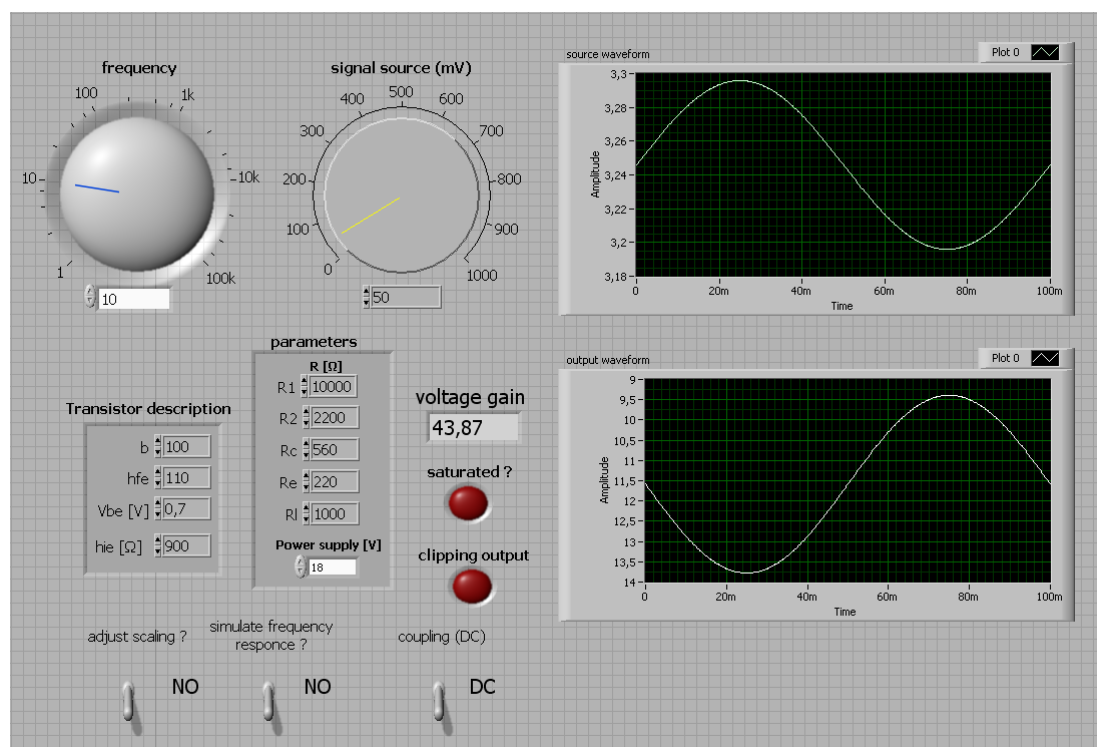 frequency
100
1k
10
10k
1
100k
10
signal source (mV)
500
400
600
300
700
200
800
100
900
0
1000
50
source waveform
Plot 0
3,3
3,28
3,26
3,24
3,22
3,2
3,18
Amplitude
0
20m
40m
60m
80m
100m
Time
parameters
R [Ω]
R1 10000
R2 2200
Rc 560
Re 220
Rl 1000
Power supply [V]
18
Transistor description
b 100
hfe 110
Vbe [V] 0,7
hie [Ω] 900
voltage gain
43,87
saturated ?
clipping output
output waveform
Plot 0
9
9,5
10
10,5
11
11,5
12
12,5
13
13,5
14
Amplitude
0
20m
40m
60m
80m
100m
Time
adjust scaling ?
NO
simulate frequency
responce ?
NO
coupling (DC)
DC